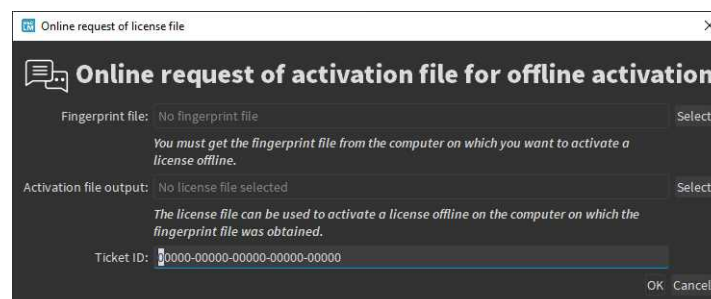 Online request of license file
Online request of activation file for offline activation
Fingerprint file: No fingerprint file Select
You must get the fingerprint file from the computer on which you want to activate a
license offline.
Activation file output: No license file selected Select
The license file can be used to activate a license offline on the computer on which the
fingerprint file was obtained.
Ticket ID: 00000-00000-00000-00000-00000
OK Cancel